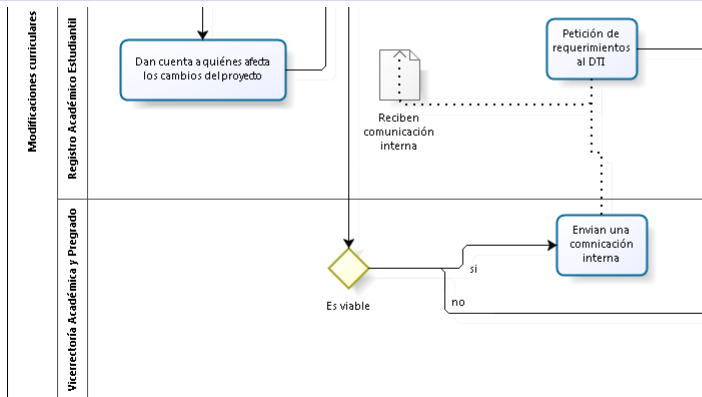 Modificaciones curriculares
Registro Académico Estudiantil
Dan cuenta a quiénes afecta
los cambios del proyecto
Reciben
comunicación
interna
Petición de
requerimientos
al DTI
Vicerrectoría Académica y Pregrado
Es viable
si
no
Envian una
comnicación
interna